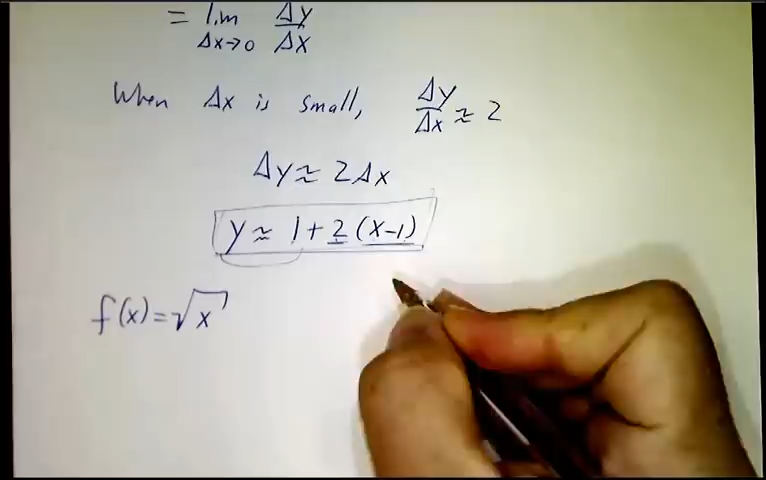 = lim Δy/Δx
Δx→0
When Δx is small, Δy/Δx ≈ 2
Δy ≈ 2Δx
y ≈ 1 + 2 (x-1)
f(x) = √x